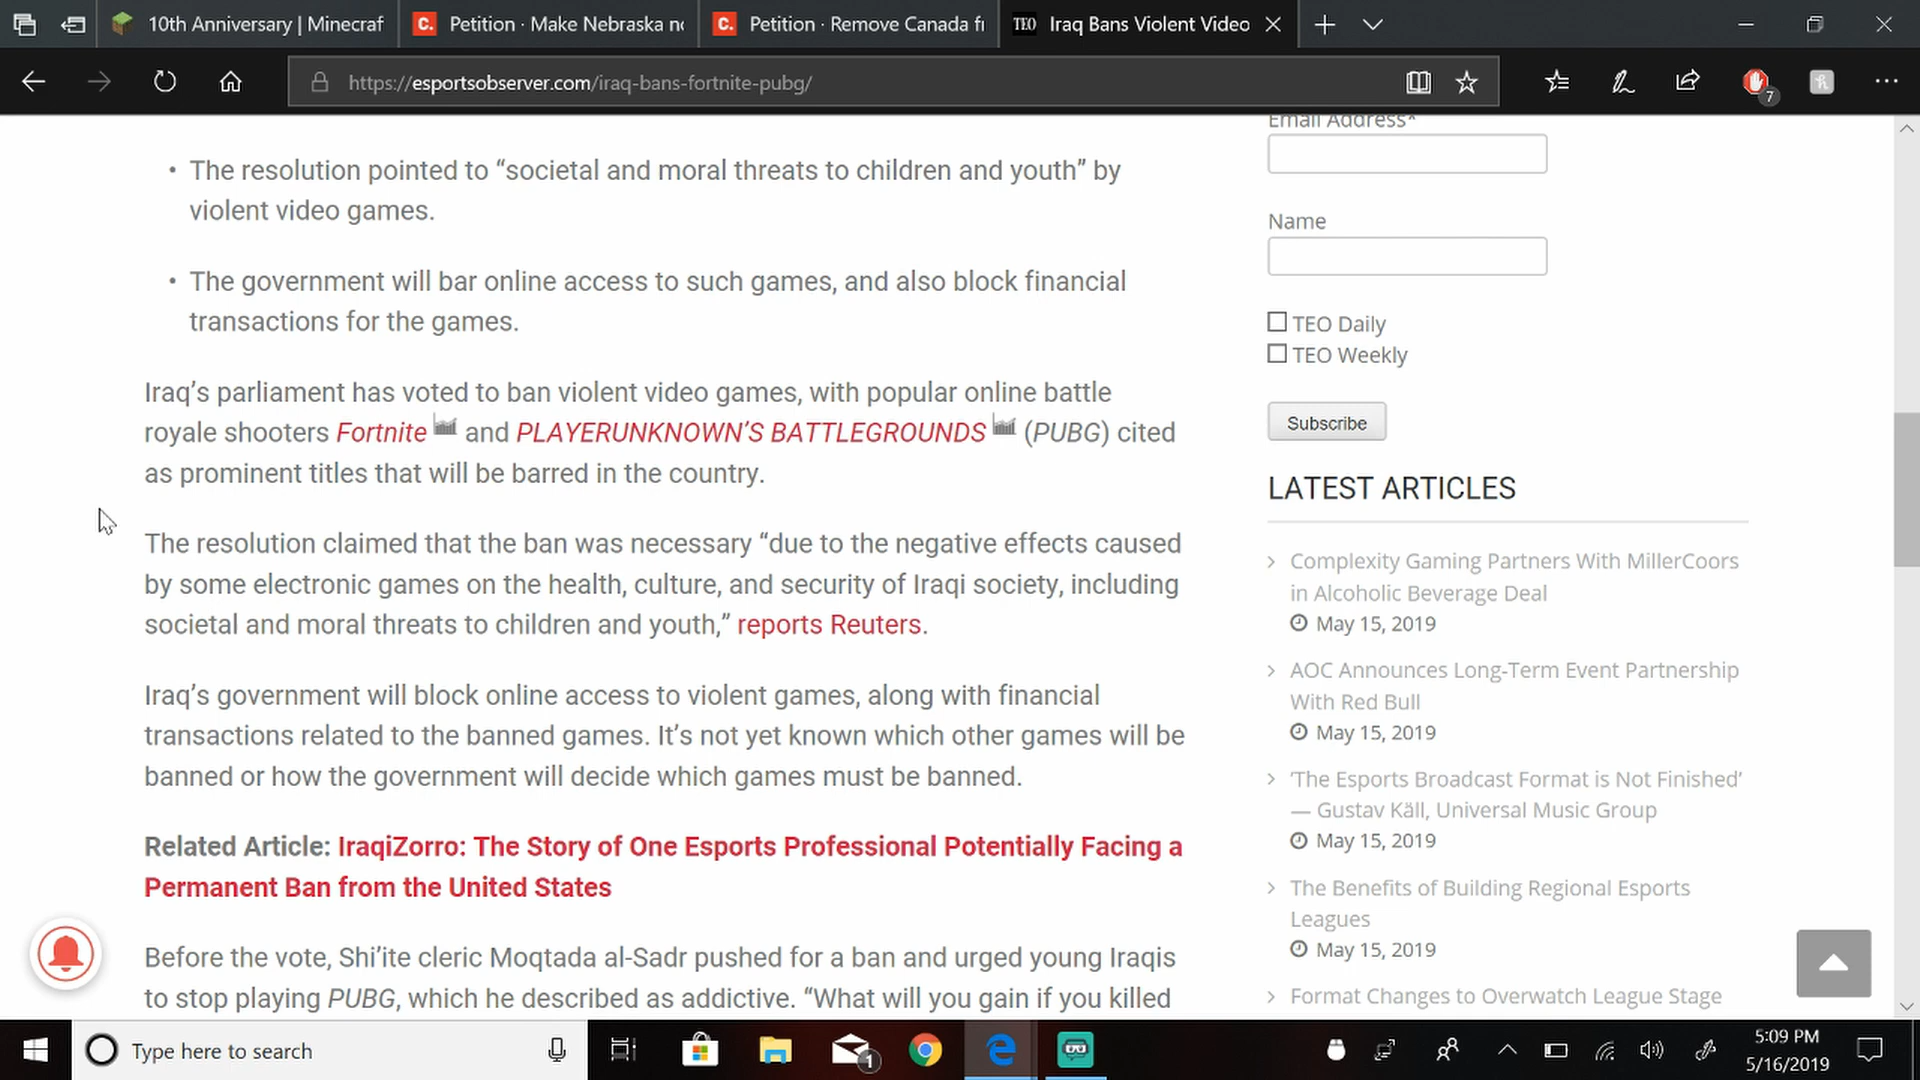 10th Anniversary | Minecraf
Petition · Make Nebraska no
Petition · Remove Canada fr
TEO Iraq Bans Violent Video
https://esportsobserver.com/iraq-bans-fortnite-pubg/
7
• The resolution pointed to “societal and moral threats to children and youth” by
violent video games.
• The government will bar online access to such games, and also block financial
transactions for the games.
Iraq’s parliament has voted to ban violent video games, with popular online battle
royale shooters Fortnite and PLAYERUNKNOWN’S BATTLEGROUNDS (PUBG) cited
as prominent titles that will be barred in the country.
The resolution claimed that the ban was necessary “due to the negative effects caused
by some electronic games on the health, culture, and security of Iraqi society, including
societal and moral threats to children and youth,” reports Reuters.
Iraq’s government will block online access to violent games, along with financial
transactions related to the banned games. It’s not yet known which other games will be
banned or how the government will decide which games must be banned.
Related Article: IraqiZorro: The Story of One Esports Professional Potentially Facing a
Permanent Ban from the United States
Before the vote, Shi’ite cleric Moqtada al-Sadr pushed for a ban and urged young Iraqis
to stop playing PUBG, which he described as addictive. “What will you gain if you killed
Email Address*
Name
TEO Daily
TEO Weekly
Subscribe
LATEST ARTICLES
Complexity Gaming Partners With MillerCoors
in Alcoholic Beverage Deal
May 15, 2019
AOC Announces Long-Term Event Partnership
With Red Bull
May 15, 2019
‘The Esports Broadcast Format is Not Finished’
— Gustav Käll, Universal Music Group
May 15, 2019
The Benefits of Building Regional Esports
Leagues
May 15, 2019
Format Changes to Overwatch League Stage
Type here to search
1
5:09 PM
5/16/2019